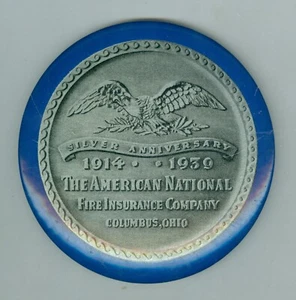 SILVER ANNIVERSARY
1914 · · 1939
THE AMERICAN NATIONAL
FIRE INSURANCE COMPANY
COLUMBUS, OHIO